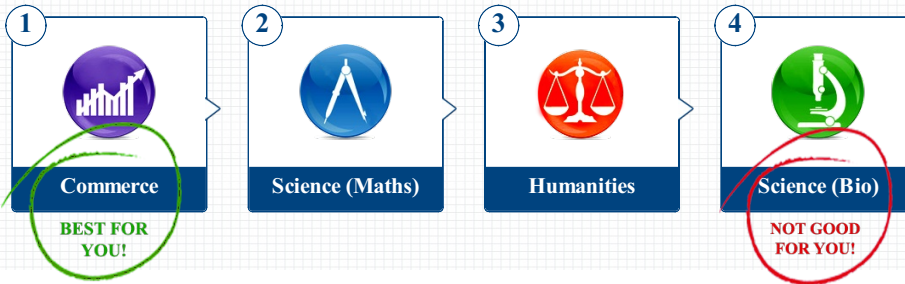 1
2
3
4
Commerce
Science (Maths)
Humanities
Science (Bio)
BEST FOR
YOU!
NOT GOOD
FOR YOU!